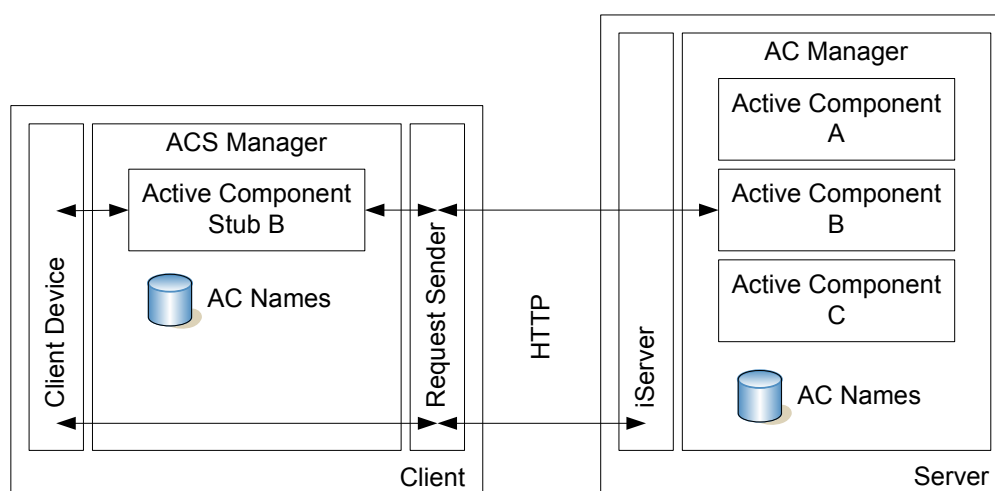 AC Manager
Active Component
A
ACS Manager
Active Component
Stub B
Active Component
B
Active Component
C
AC Names
AC Names
Client Device
Request Sender
HTTP
iServer
Client
Server